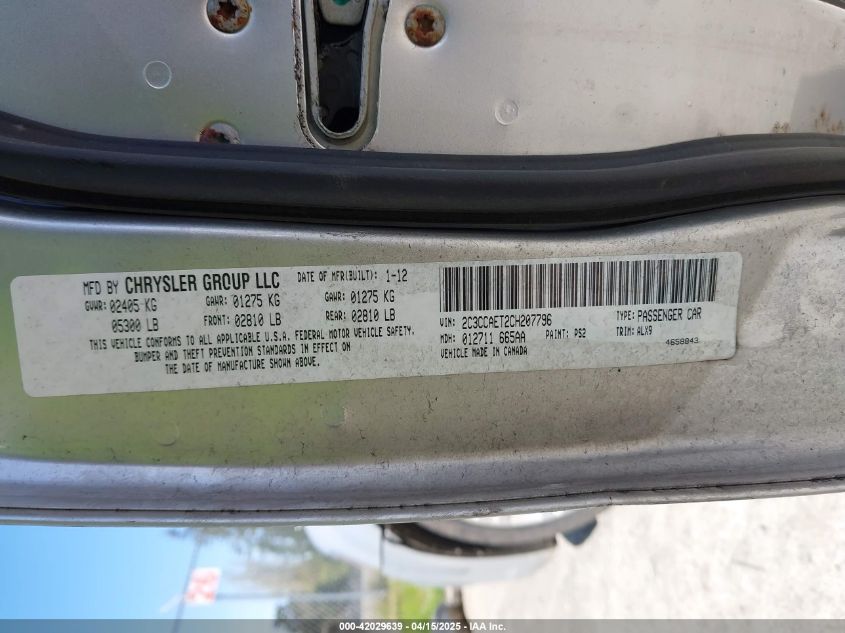 MFD BY CHRYSLER GROUP LLC DATE OF MFR(BUILT): 1-12
GVWR: 02405 KG GAWR: 01275 KG GAWR: 01275 KG
05300 LB FRONT: 02810 LB REAR: 02810 LB
THIS VEHICLE CONFORMS TO ALL APPLICABLE U.S.A. FEDERAL MOTOR VEHICLE SAFETY,
BUMPER AND THEFT PREVENTION STANDARDS IN EFFECT ON
THE DATE OF MANUFACTURE SHOWN ABOVE.
VIN: 2C3CCAET2CH207796 TYPE: PASSENGER CAR
MDH: 012711 665AA PAINT: PS2 TRIM: ALX9
VEHICLE MADE IN CANADA 4658843
000-42029639 - 04/15/2025 - IAA Inc.